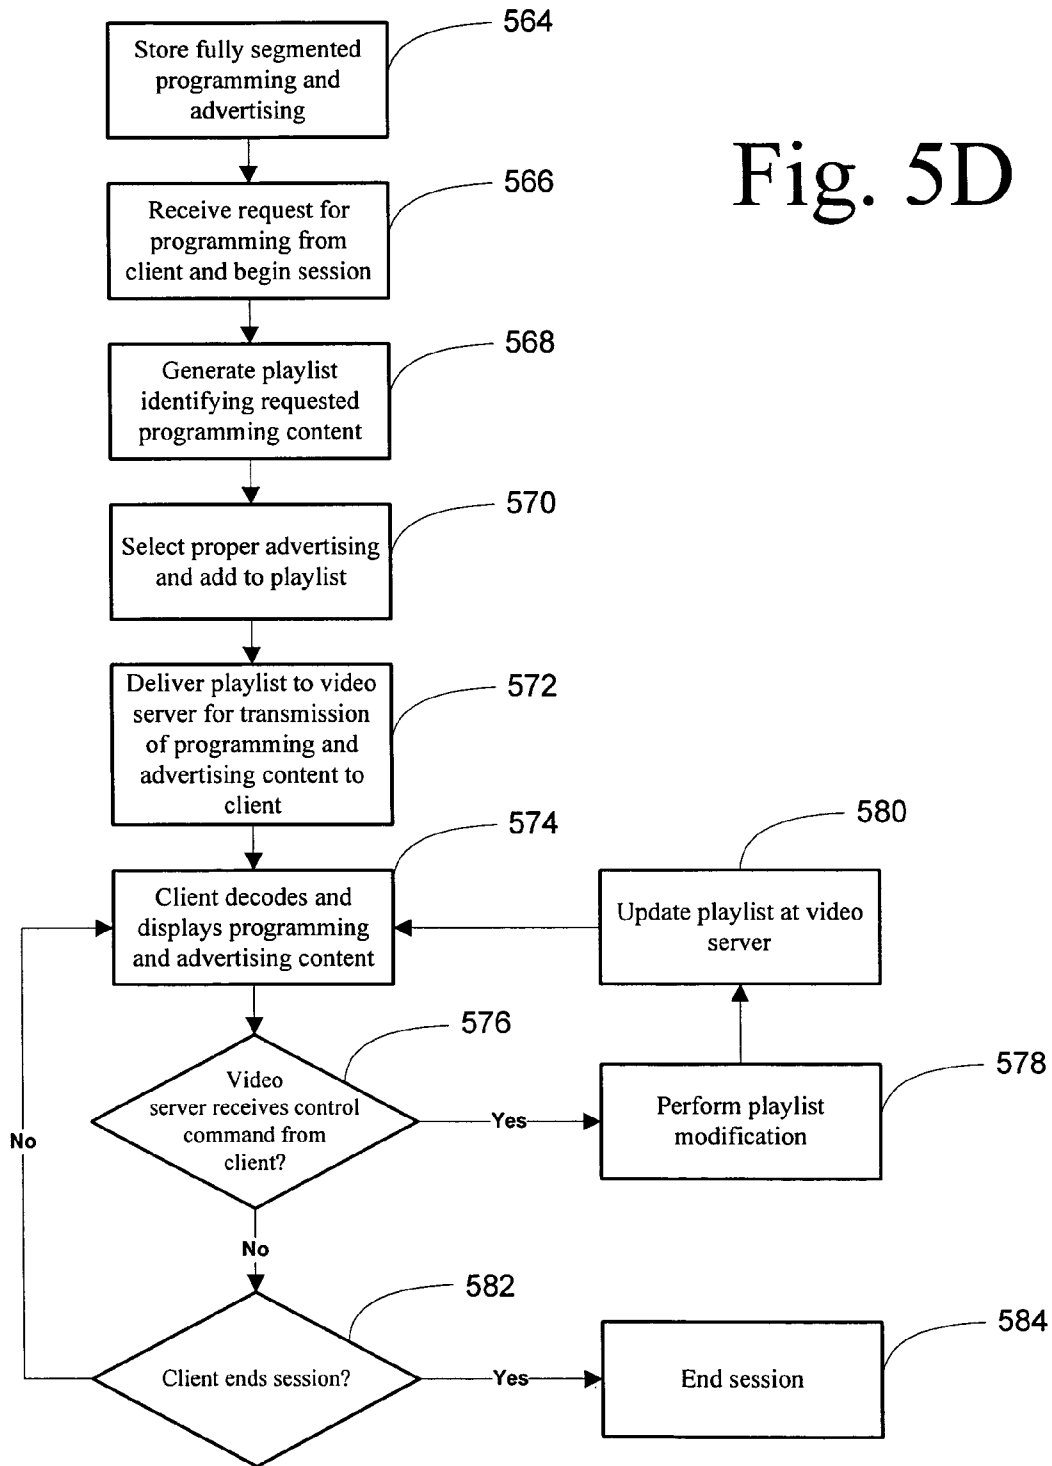 564
Store fully segmented
programming and
advertising
Fig. 5D
566
Receive request for
programming from
client and begin session
568
Generate playlist
identifying requested
programming content
570
Select proper advertising
and add to playlist
572
Deliver playlist to video
server for transmission
of programming and
advertising content to
client
574
Client decodes and
displays programming
and advertising content
580
Update playlist at video
server
576
Video
server receives control
command from
client?
Yes
578
Perform playlist
modification
No
No
582
Client ends session?
Yes
584
End session